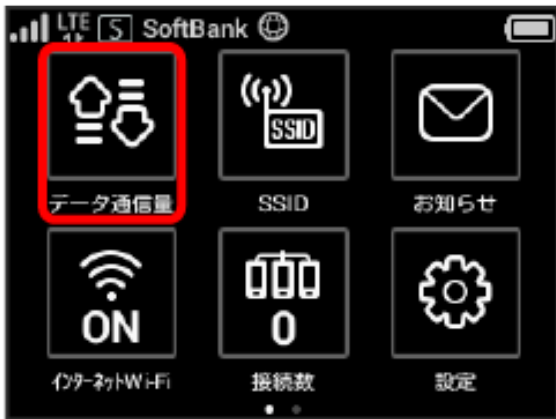 LTE S SoftBank
SSID
データ通信量 SSID お知らせ
ON 0
インターネットWi-Fi 接続数 設定